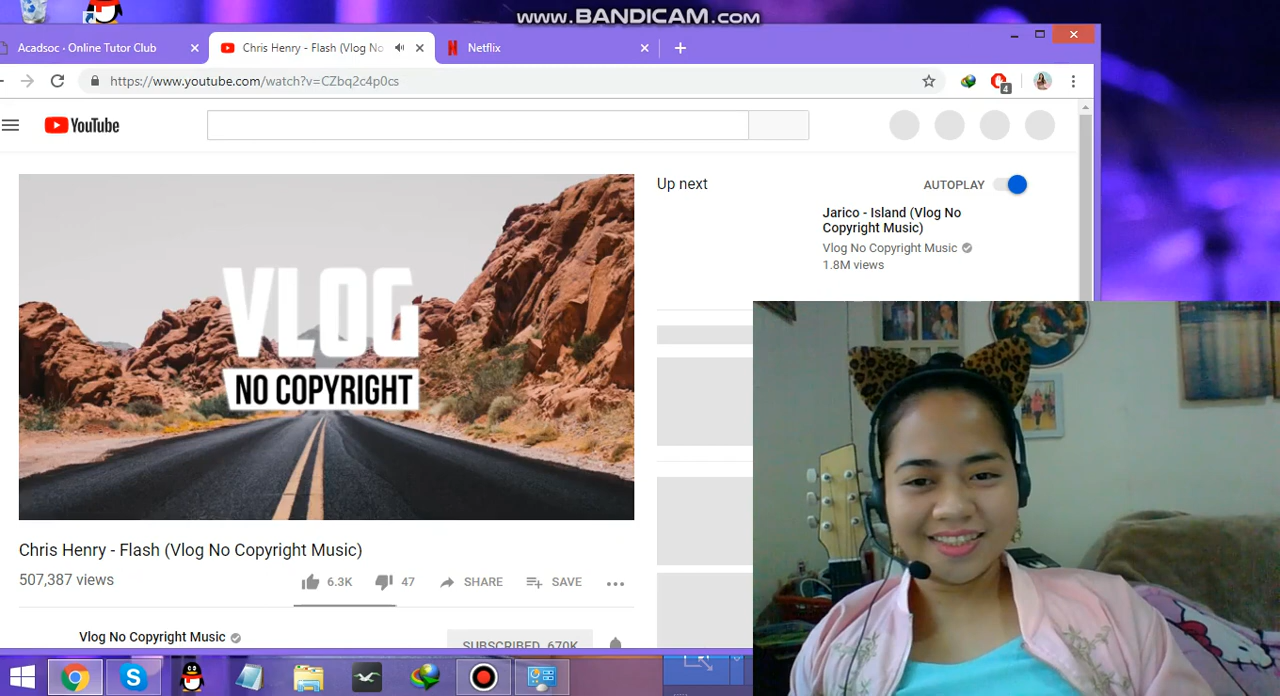 www.BANDICAM.com
Acadsoc · Online Tutor Club
Chris Henry - Flash (Vlog No
Netflix
https://www.youtube.com/watch?v=CZbq2c4p0cs
4
YouTube
Up next
AUTOPLAY
Jarico - Island (Vlog No
Copyright Music)
Vlog No Copyright Music
1.8M views
VLOG
NO COPYRIGHT
Chris Henry - Flash (Vlog No Copyright Music)
507,387 views
6.3K
47
SHARE
SAVE
Vlog No Copyright Music
SUBSCRIBED 670K